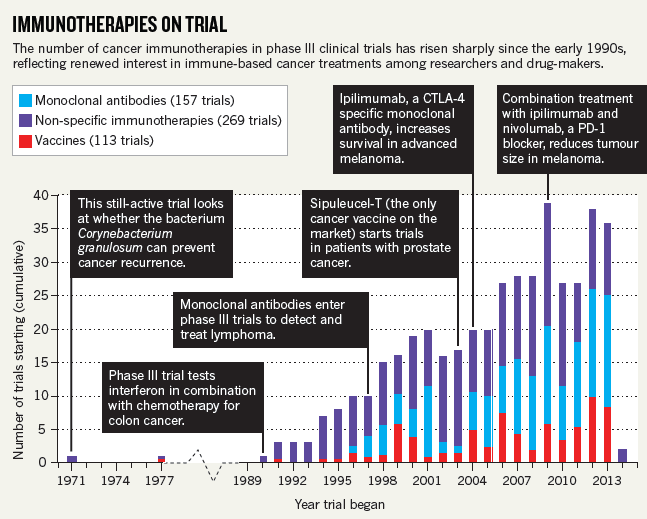 IMMUNOTHERAPIES ON TRIAL
The number of cancer immunotherapies in phase III clinical trials has risen sharply since the early 1990s,
reflecting renewed interest in immune-based cancer treatments among researchers and drug-makers.
Monoclonal antibodies (157 trials)
Non-specific immunotherapies (269 trials)
Vaccines (113 trials)
Ipilimumab, a CTLA-4
specific monoclonal
antibody, increases
survival in advanced
melanoma.
Combination treatment
with ipilimumab and
nivolumab, a PD-1
blocker, reduces tumour
size in melanoma.
This still-active trial looks
at whether the bacterium
Corynebacterium
granulosum can prevent
cancer recurrence.
Sipuleucel-T (the only
cancer vaccine on the
market) starts trials
in patients with prostate
cancer.
Monoclonal antibodies enter
phase III trials to detect and
treat lymphoma.
Phase III trial tests
interferon in combination
with chemotherapy for
colon cancer.
Number of trials starting (cumulative)
40
35
30
25
20
15
10
5
0
1971 1974 1977 1989 1992 1995 1998 2001 2004 2007 2010 2013
Year trial began